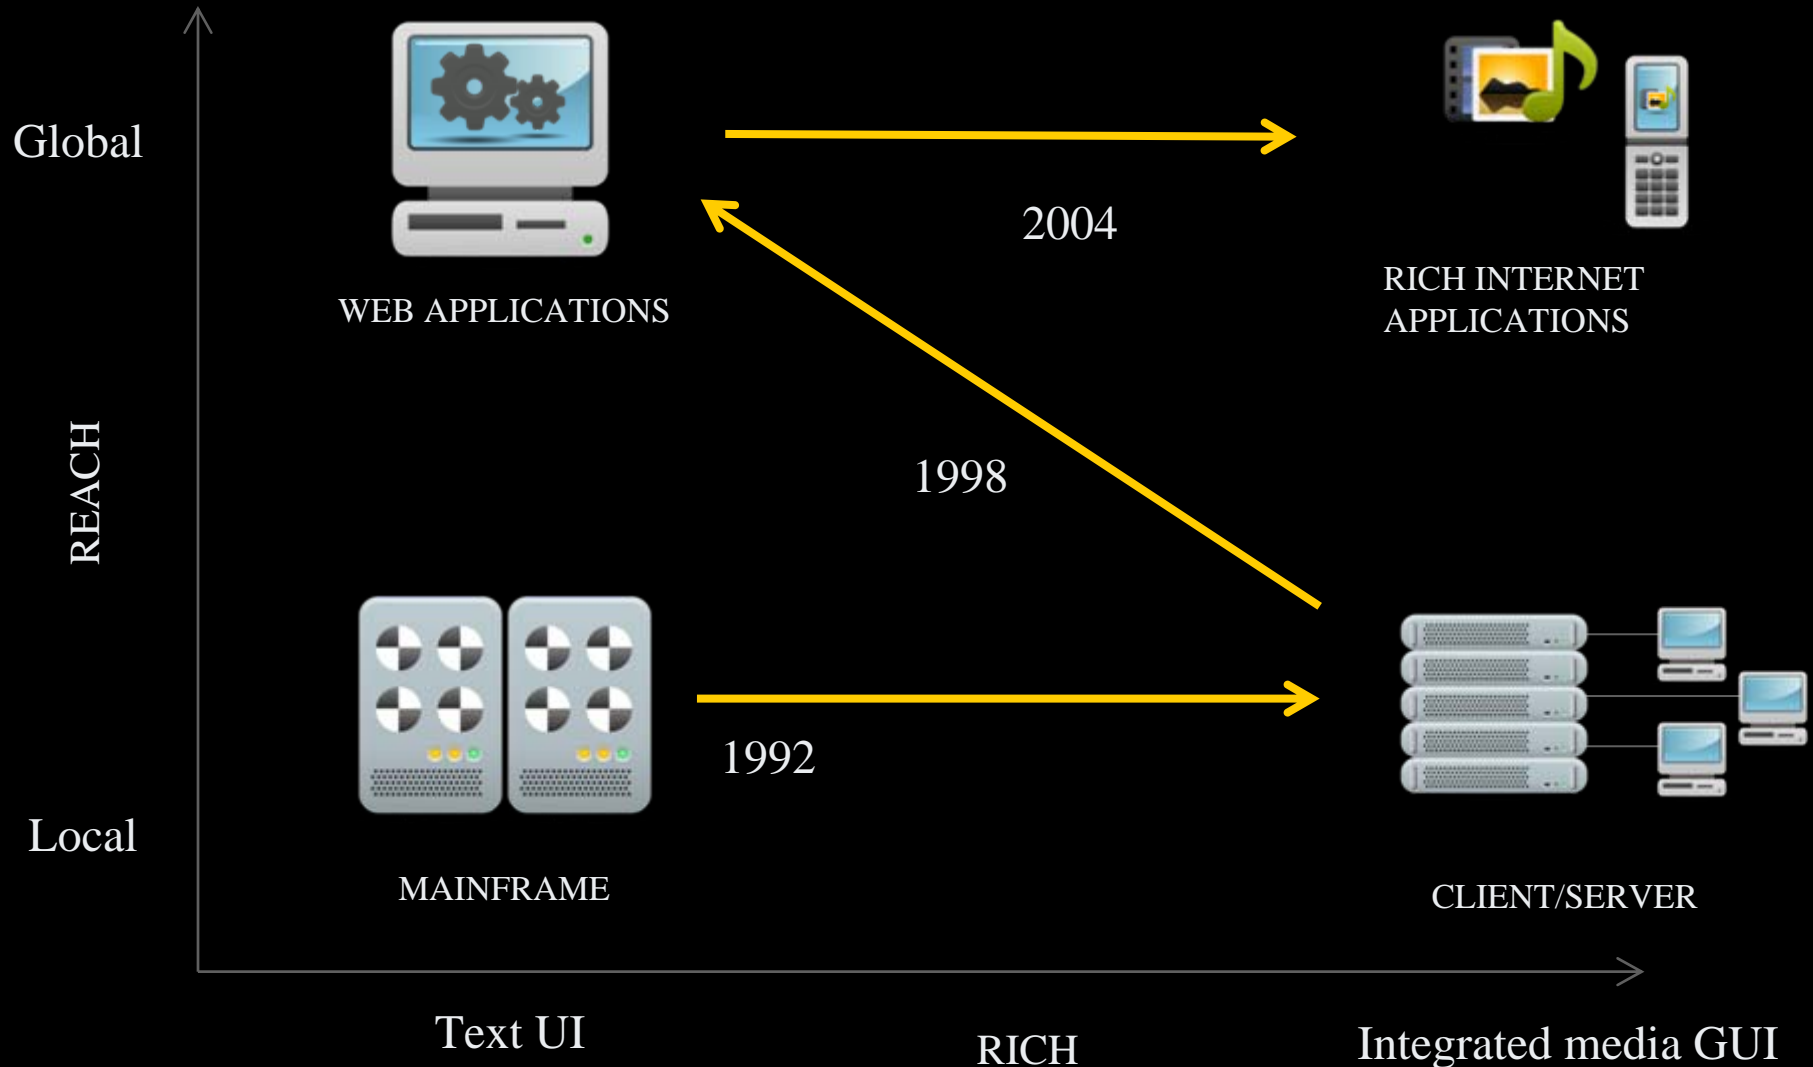 Global
2004
WEB APPLICATIONS
RICH INTERNET
APPLICATIONS
REACH
1998
1992
Local
MAINFRAME
CLIENT/SERVER
Text UI
RICH
Integrated media GUI